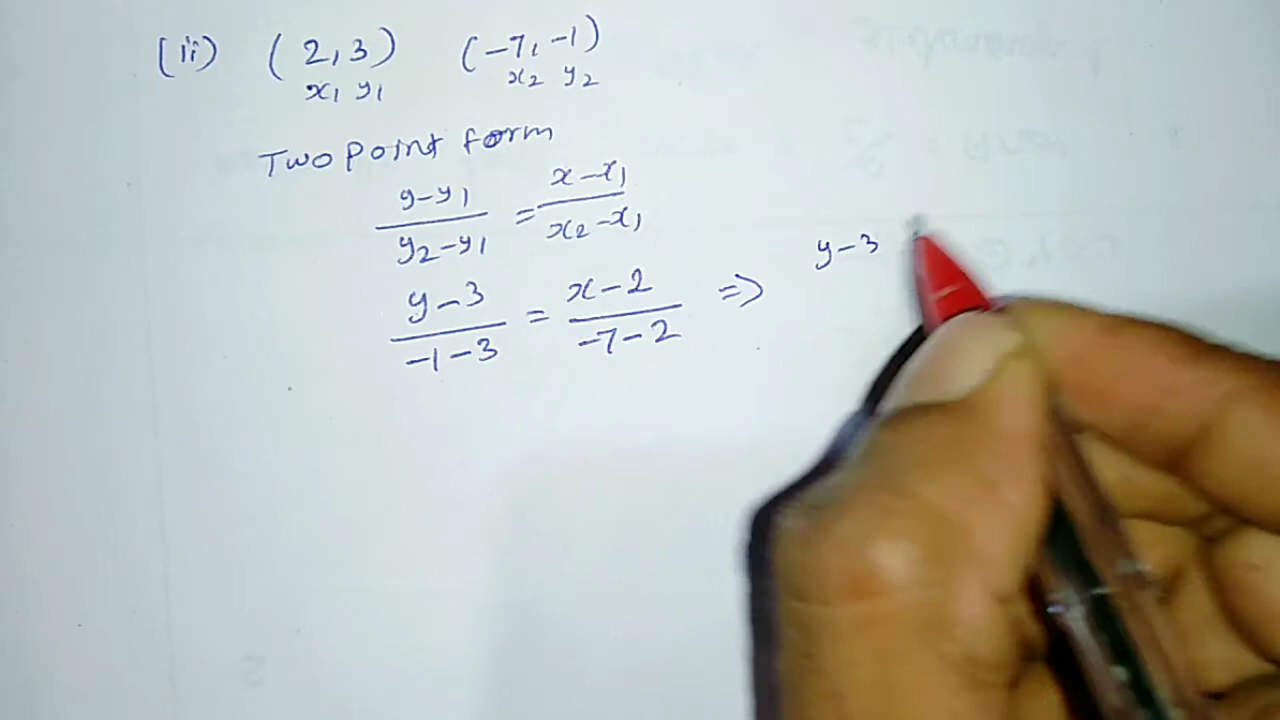 (ii) (2,3) (-7,-1)
x1 y1 x2 y2
Two point form
y-y1/y2-y1 = x-x1/x2-x1
y-3/-1-3 = x-2/-7-2 => y-3